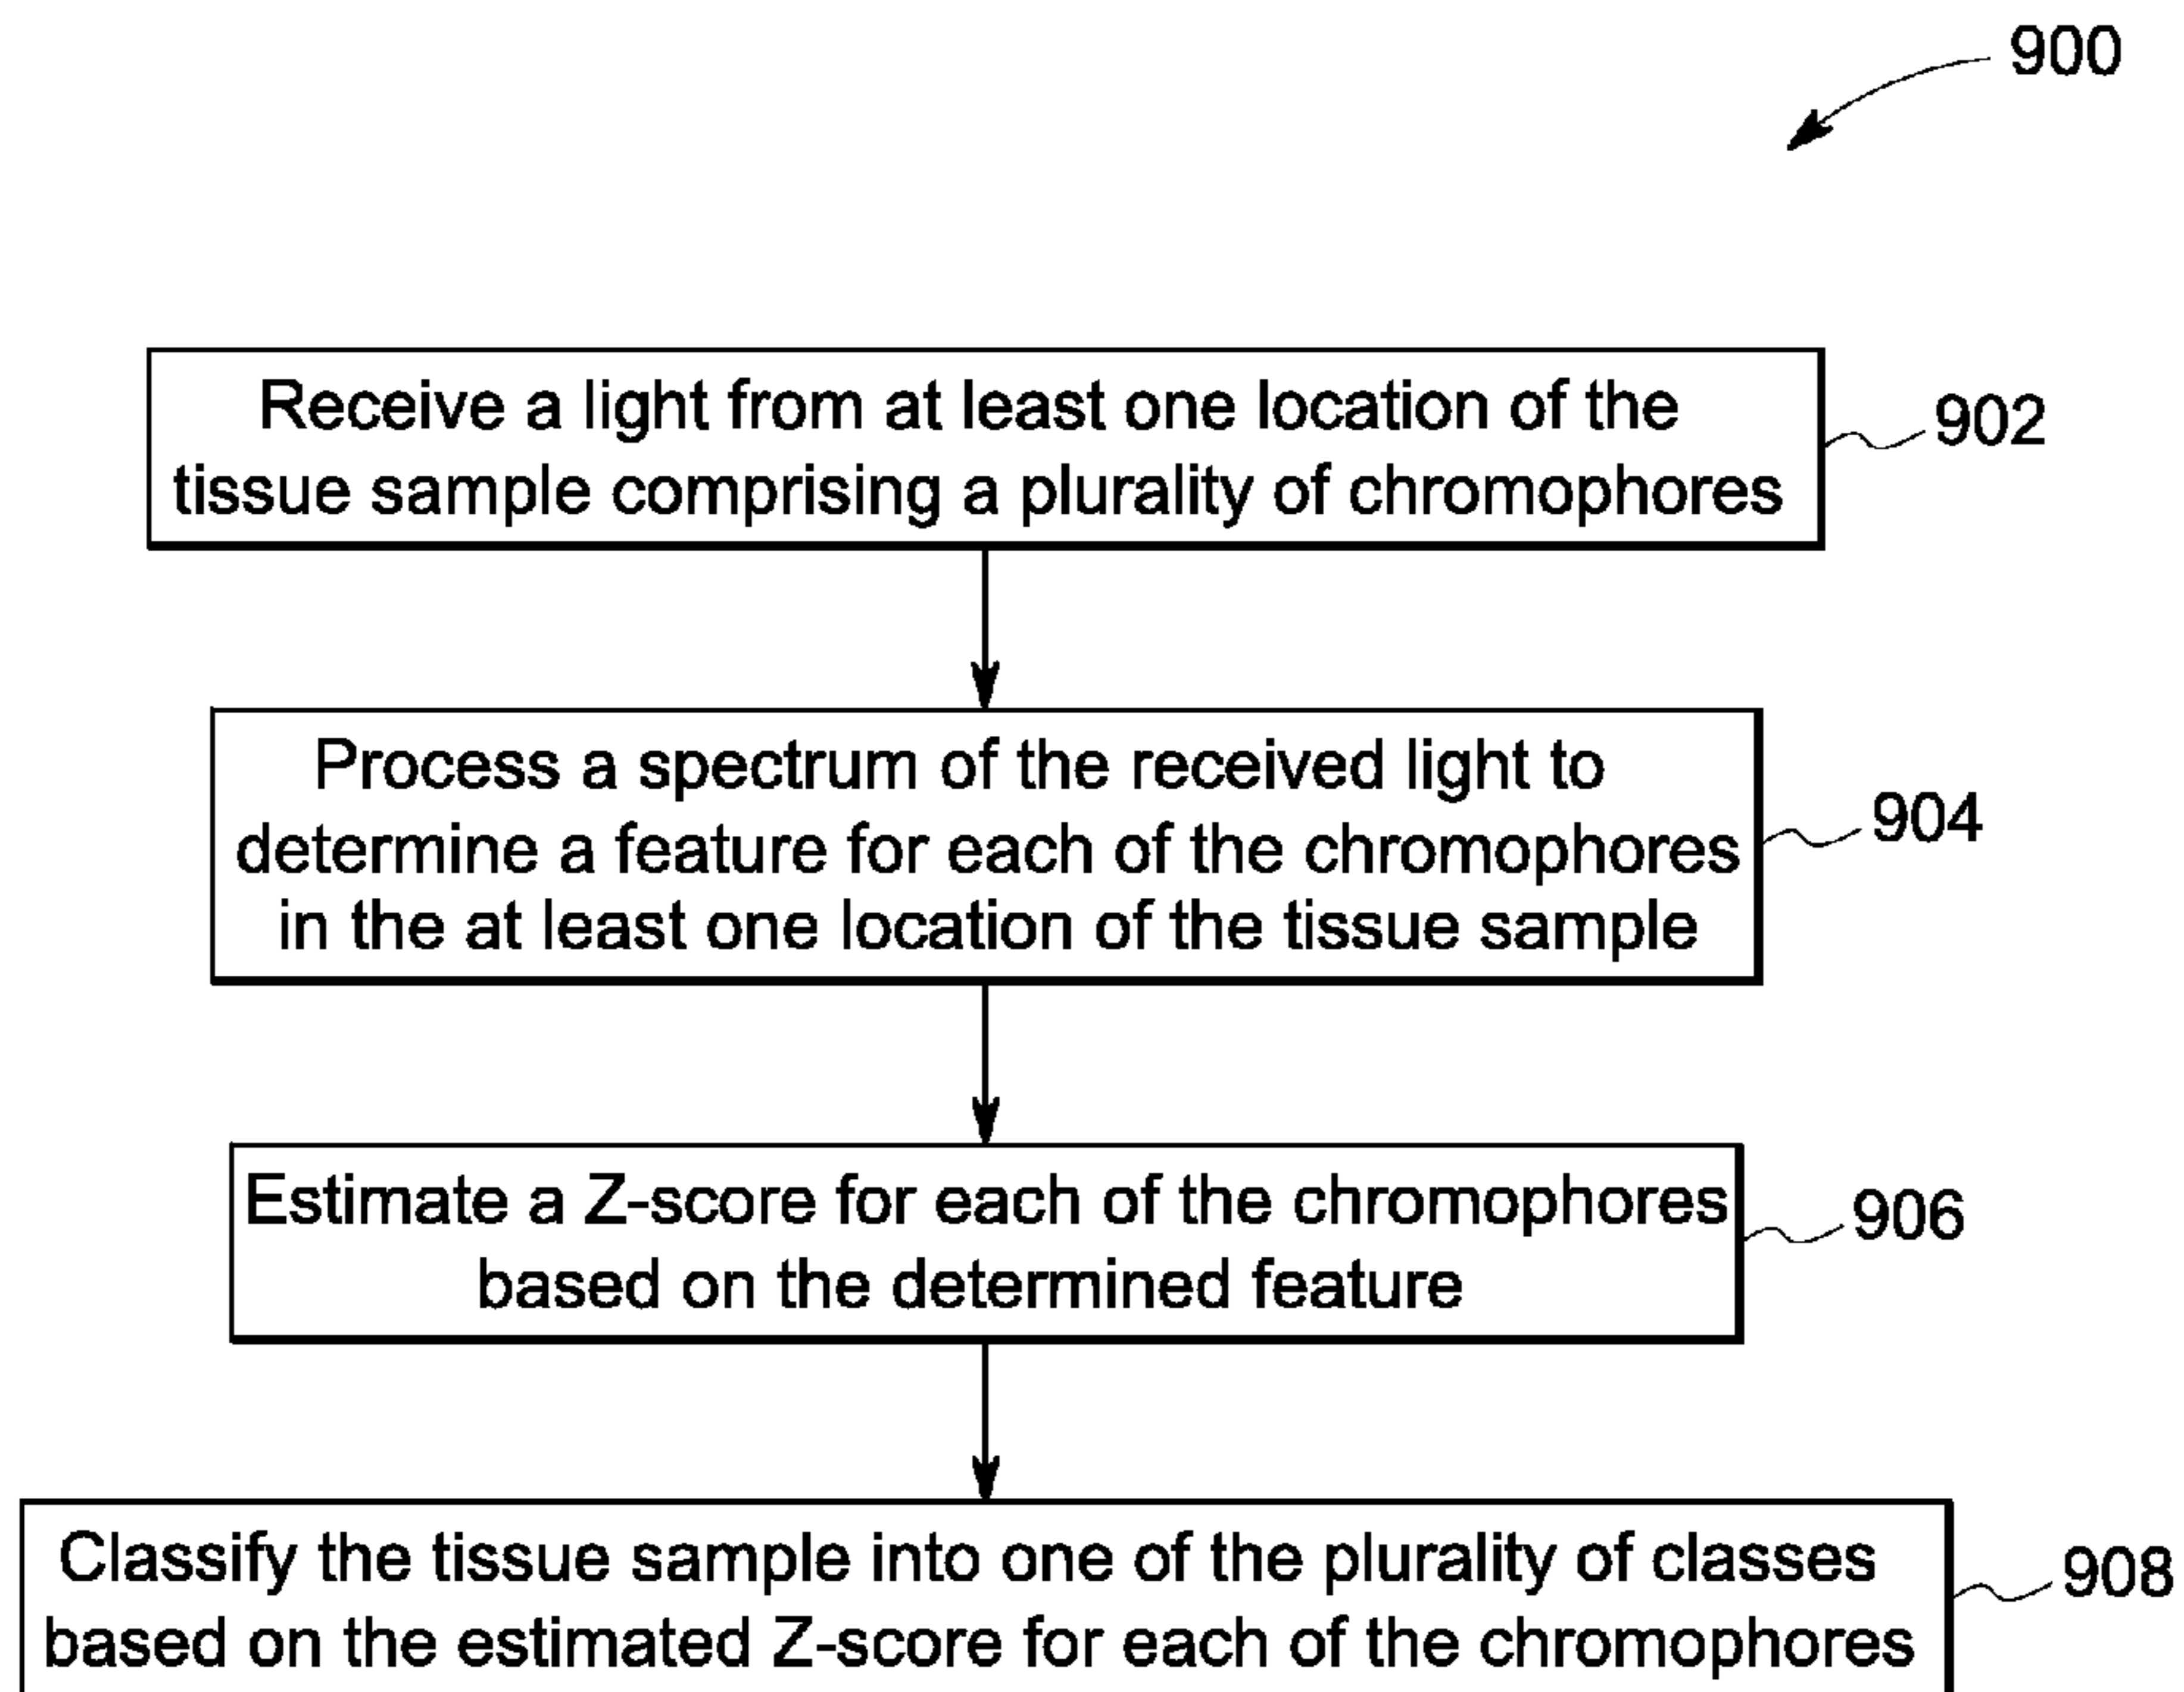 900
Receive a light from at least one location of the
tissue sample comprising a plurality of chromophores
902
Process a spectrum of the received light to
determine a feature for each of the chromophores
in the at least one location of the tissue sample
904
Estimate a Z-score for each of the chromophores
based on the determined feature
906
Classify the tissue sample into one of the plurality of classes
based on the estimated Z-score for each of the chromophores
908